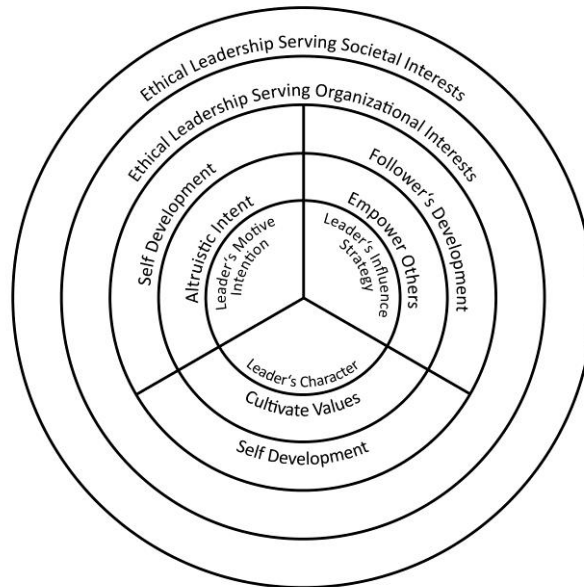 Ethical Leadership Serving Societal Interests
Ethical Leadership Serving Organizational Interests
Self Development
Altruistic Intent
Leader's Motive
Intention
Follower's Development
Empower Others
Leader's Influence
Strategy
Leader's Character
Cultivate Values
Self Development